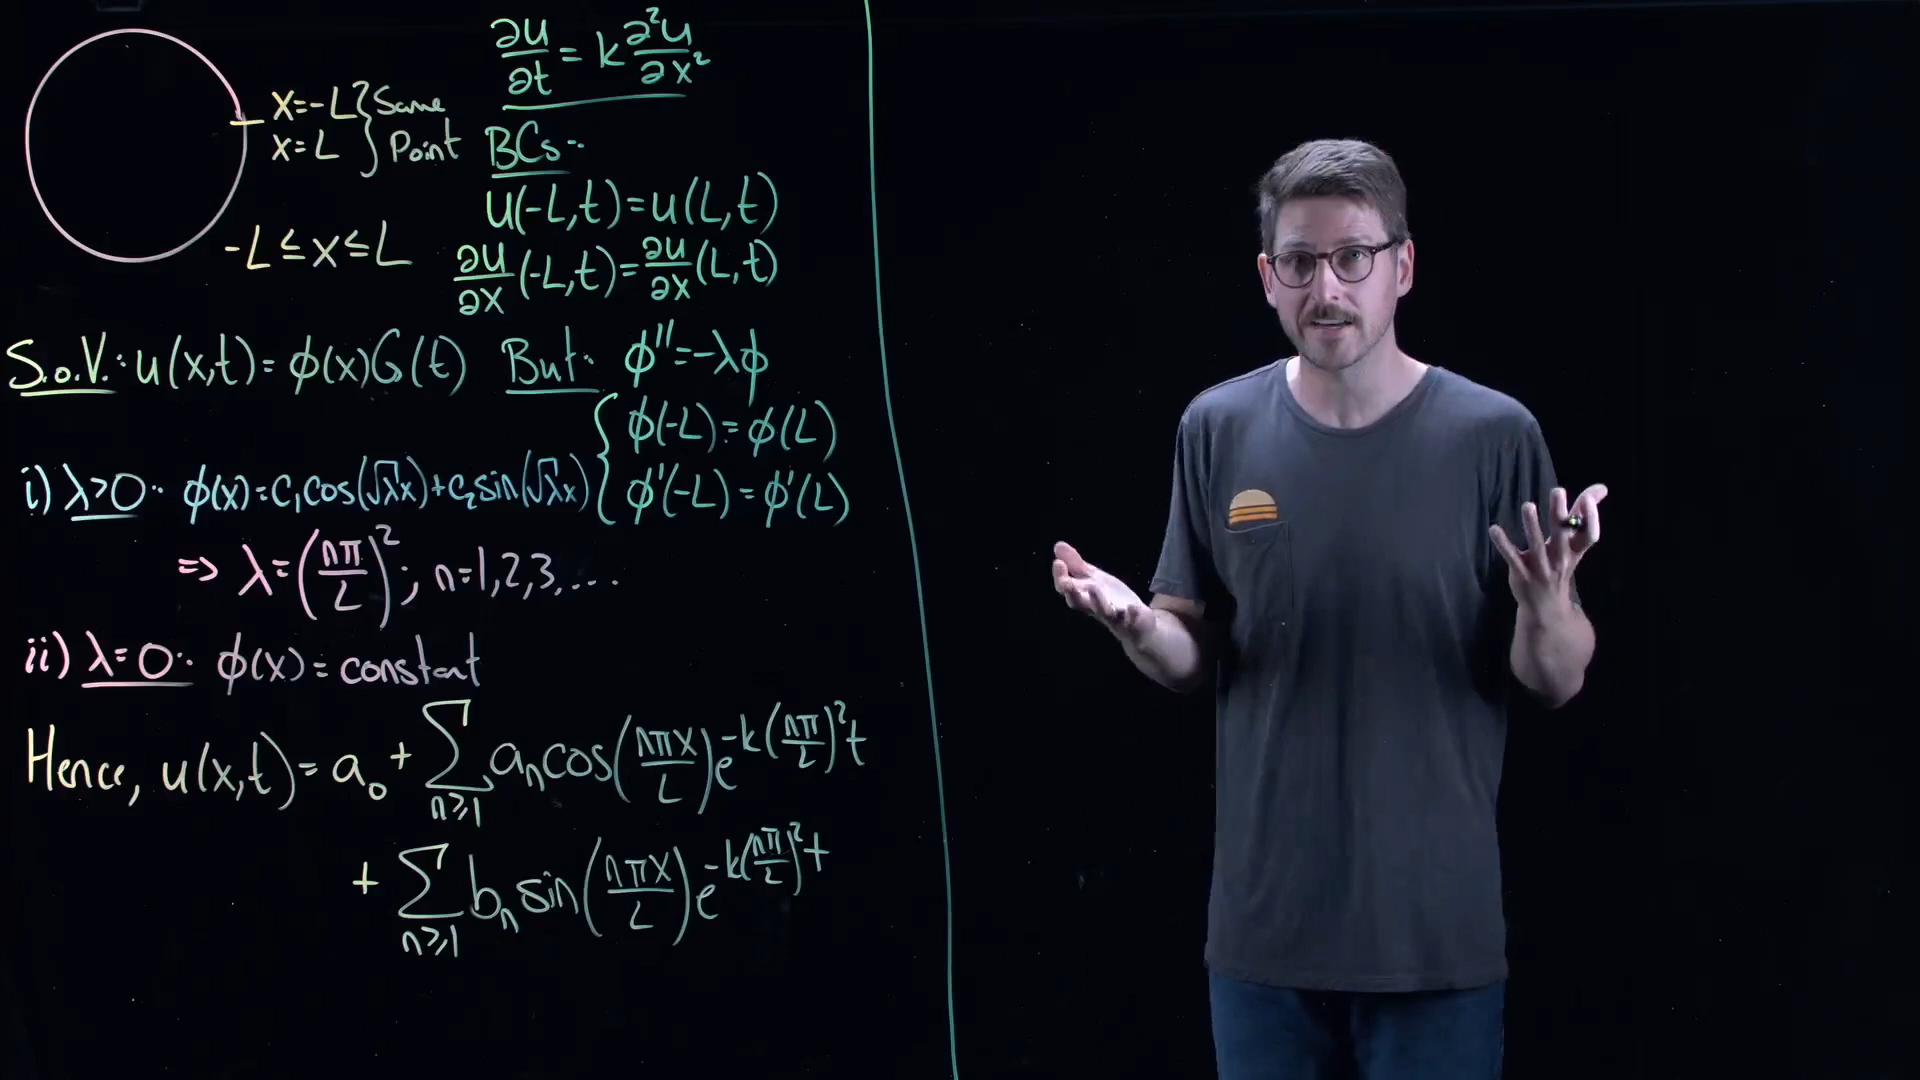 ∂u/∂t = k ∂²u/∂x²
x=-L } Same
x=L } Point
-L ≤ x ≤ L
BCs:
u(-L,t)=u(L,t)
∂u/∂x(-L,t)=∂u/∂x(L,t)
S.o.V.: u(x,t)= ϕ(x)G(t) But: ϕ''=-λϕ
{ ϕ(-L)=ϕ(L)
ϕ'(-L)=ϕ'(L)
i) λ>0: ϕ(x)=c₁cos(√λx)+c₂sin(√λx)
⇒ λ=(nπ/L)²; n=1,2,3,...
ii) λ=0: ϕ(x)=constant
Hence, u(x,t)= a₀ + Σ_{n≥1} aₙcos(nπx/L)e^{-k(nπ/L)²t}
+ Σ_{n≥1} bₙsin(nπx/L)e^{-k(nπ/L)²t}